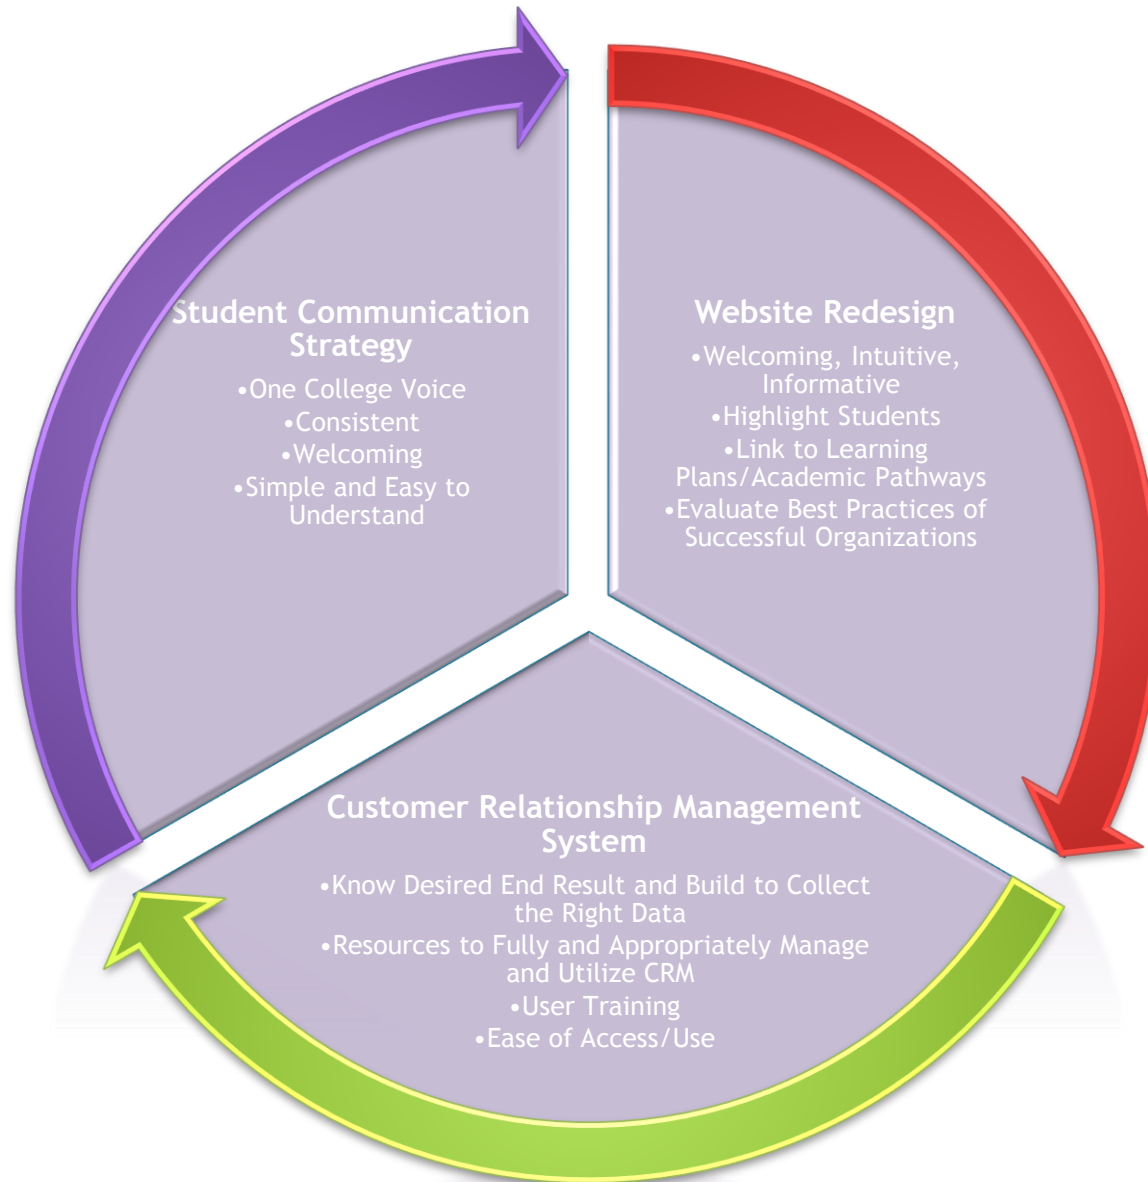 Student Communication
Strategy
•One College Voice
•Consistent
•Welcoming
•Simple and Easy to
Understand
Website Redesign
•Welcoming, Intuitive,
Informative
•Highlight Students
•Link to Learning
Plans/Academic Pathways
•Evaluate Best Practices of
Successful Organizations
Customer Relationship Management
System
•Know Desired End Result and Build to Collect
the Right Data
•Resources to Fully and Appropriately Manage
and Utilize CRM
•User Training
•Ease of Access/Use